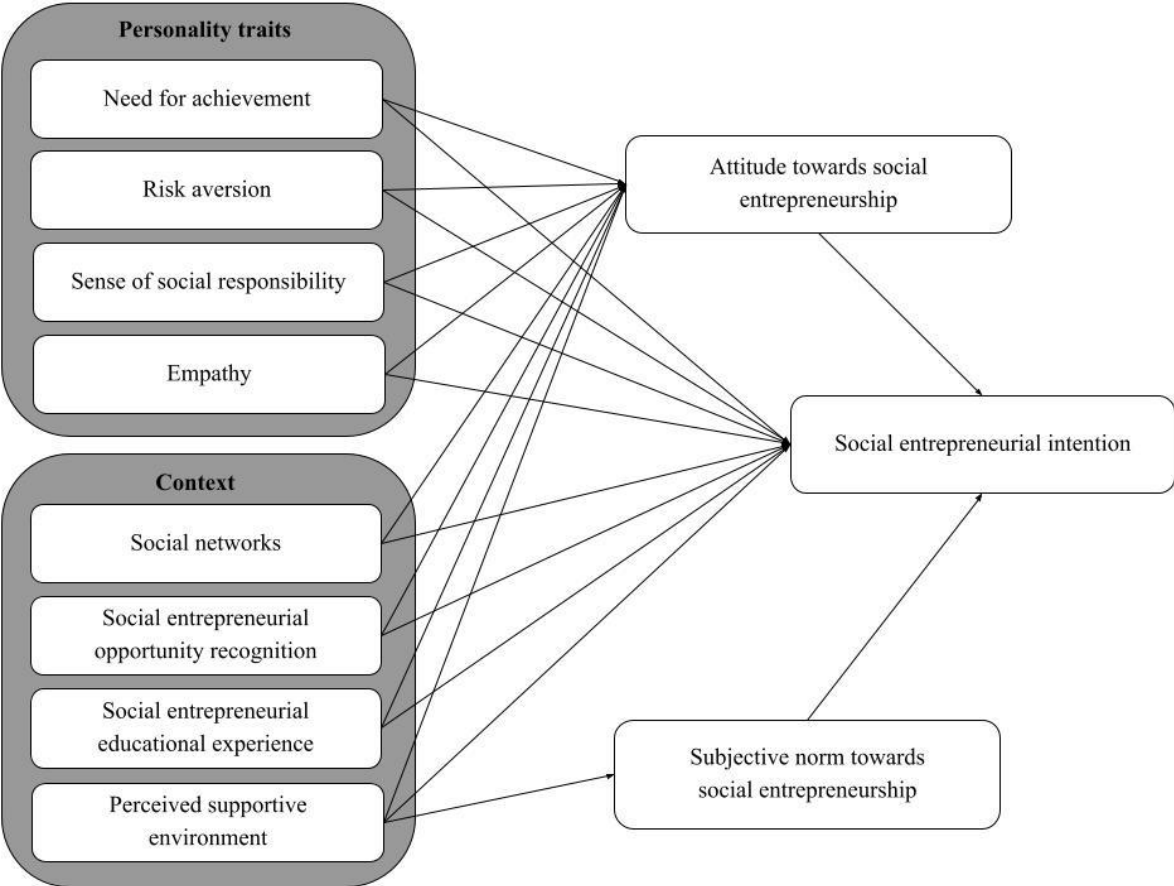 Personality traits
Need for achievement
Risk aversion
Sense of social responsibility
Empathy
Context
Social networks
Social entrepreneurial
opportunity recognition
Social entrepreneurial
educational experience
Perceived supportive
environment
Attitude towards social
entrepreneurship
Social entrepreneurial intention
Subjective norm towards
social entrepreneurship